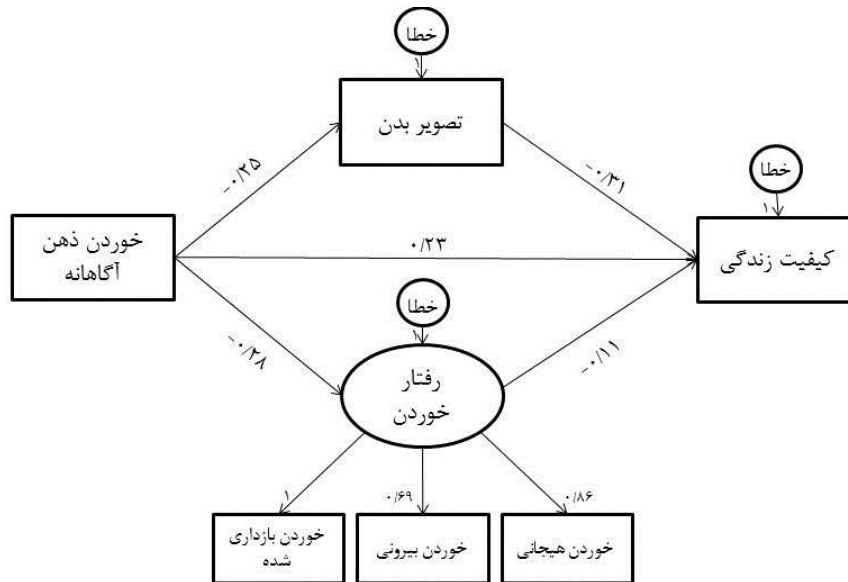 خطا
۱
تصویر بدن
-۰/۲۵
-۰/۳۱
خطا
۱
خوردن ذهن
آگاهانه
۰/۲۳
کیفیت زندگی
خطا
۱
-۰/۲۸
-۰/۱۱
رفتار
خوردن
۱
۰/۶۹
۰/۸۶
خوردن بازداری
شده
خوردن بیرونی
خوردن هیجانی